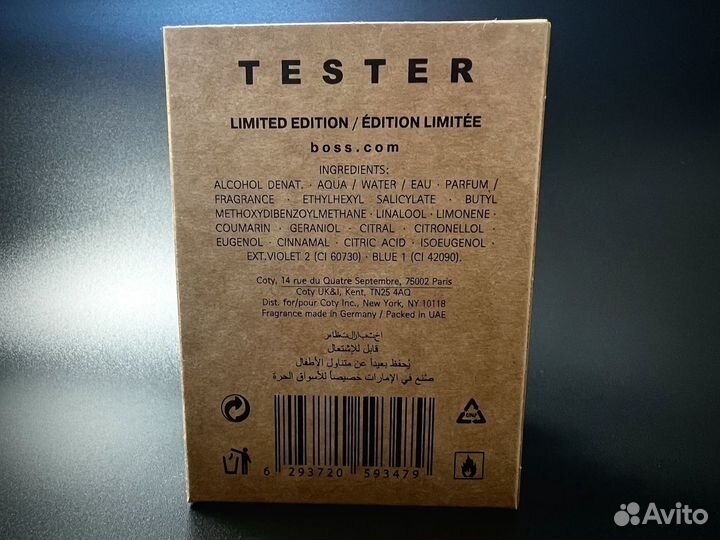 TESTER
LIMITED EDITION / ÉDITION LIMITÉE
boss.com
INGREDIENTS:
ALCOHOL DENAT. · AQUA / WATER / EAU · PARFUM /
FRAGRANCE · ETHYLHEXYL SALICYLATE · BUTYL
METHOXYDIBENZOYLMETHANE · LINALOOL · LIMONENE ·
COUMARIN · GERANIOL · CITRAL · CITRONELLOL ·
EUGENOL · CINNAMAL · CITRIC ACID · ISOEUGENOL ·
EXT.VIOLET 2 (CI 60730) · BLUE 1 (CI 42090).
Coty, 14 rue du Quatre Septembre, 75002 Paris
Coty UK&I, Kent, TN25 4AQ
Dist. for/pour Coty Inc., New York, NY 10118
Fragrance made in Germany / Packed in UAE
قابل للإشتعال
يُحفظ بعيداً عن متناول الأطفال
صُنع في الإمارات خصيصاً للأسواق الحرة
6 293720 593479
Avito